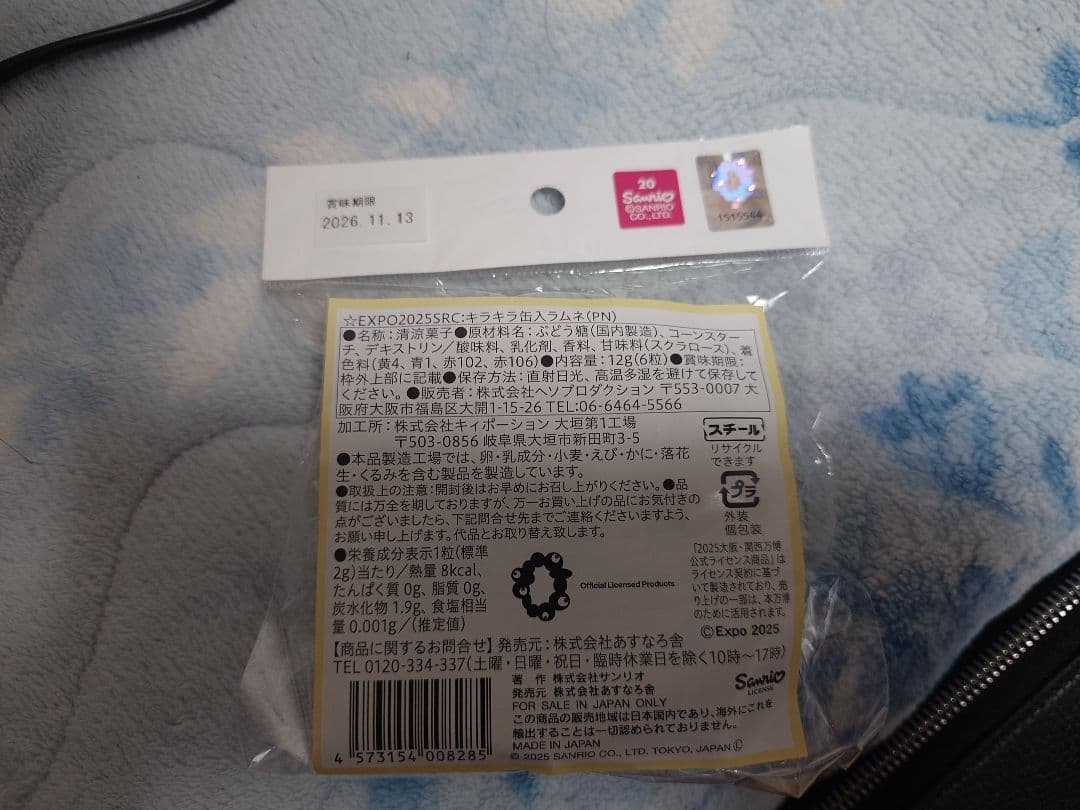 賞味期限
2026.11.13
20
Sanrio
©SANRIO
CO.,LTD.
1515544
☆EXPO2025SRC:キラキラ缶入ラムネ(PN)
●名称:清涼菓子●原材料名:ぶどう糖(国内製造)、コーンスター
チ、デキストリン/酸味料、乳化剤、香料、甘味料(スクラロース)、着
色料(黄4、青1、赤102、赤106)●内容量:12g(6粒)●賞味期限:
枠外上部に記載●保存方法:直射日光、高温多湿を避けて保存して
ください。●販売者:株式会社ヘソプロダクション 〒553-0007 大
阪府大阪市福島区大開1-15-26 TEL:06-6464-5566
加工所:株式会社キィポーション 大垣第1工場
〒503-0856 岐阜県大垣市新田町3-5
●本品製造工場では、卵・乳成分・小麦・えび・かに・落花
生・くるみを含む製品を製造しています。
●取扱上の注意:開封後はお早めにお召し上がりください。●品
質には万全を期しておりますが、万一お買い上げの品にお気付きの
点がございましたら、下記問合せ先までご連絡くださいますよう、
お願い申し上げます。代品とお取り替え致します。
スチール
リサイクル
できます
プラ
外装
個包装
●栄養成分表示1粒(標準
2g)当たり/熱量 8kcal、
たんぱく質 0g、脂質 0g、
炭水化物 1.9g、食塩相当
量 0.001g/(推定値)
Official Licensed Products
「2025大阪・関西万博
公式ライセンス商品」は
ライセンス契約に基づ
いて製造されており、売
り上げの一部は、本万博
のために活用されます。
©Expo 2025
【商品に関するお問合せ】発売元:株式会社あすなろ舎
TEL 0120-334-337(土曜・日曜・祝日・臨時休業日を除く10時～17時)
著 作 株式会社サンリオ
発売元 株式会社あすなろ舎
FOR SALE IN JAPAN ONLY
この商品の販売地域は日本国内であり、海外にこれを
輸出することは一切認められておりません。
MADE IN JAPAN
© 2025 SANRIO CO., LTD. TOKYO, JAPAN Ⓛ
Sanrio
LICENSE
4 573154 008285